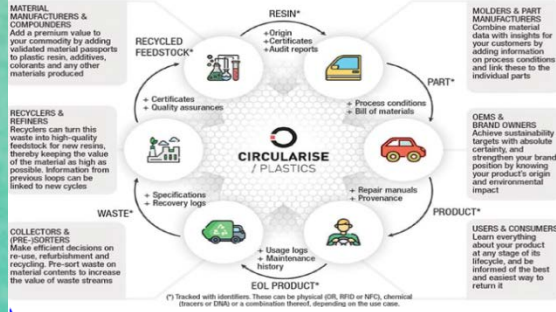 MATERIAL
MANUFACTURERS &
COMPOUNDERS
Add a premium value to
your commodity by adding
validated material passports
to plastic resin, additives,
colorants and any other
materials produced
RECYCLERS &
REFINERS
Recyclers can turn this
waste into high-quality
feedstock for new resins,
thereby keeping the value
of the material as high as
possible. Information from
previous loops can be
linked to new cycles
COLLECTORS &
(PRE-)SORTERS
Make efficient decisions on
re-use, refurbishment and
recycling. Pre-sort waste on
material contents to increase
the value of waste streams
RESIN*
+Origin
+Certificates
+Audit reports
RECYCLED
FEEDSTOCK*
+ Certificates
+ Quality assurances
PART*
+ Process conditions
+ Bill of materials
CIRCULARISE
/ PLASTICS
+ Specifications
+ Recovery logs
+ Repair manuals
+ Provenance
WASTE*
PRODUCT*
+ Usage logs
+ Maintenance
history
EOL PRODUCT*
(*) Tracked with identifiers. These can be physical (QR, RFID or NFC), chemical
(tracers or DNA) or a combination thereof, depending on the use case.
MOLDERS & PART
MANUFACTURERS
Combine material
data with insights for
your customers by
adding information
on process conditions
and link these to the
individual parts
OEMS &
BRAND OWNERS
Achieve sustainability
targets with absolute
certainty, and
strengthen your brand
position by knowing
your product's origin
and environmental
impact
USERS & CONSUMERS
Learn everything
about your product
at any stage of its
lifecycle, and be
informed of the best
and easiest way to
return it